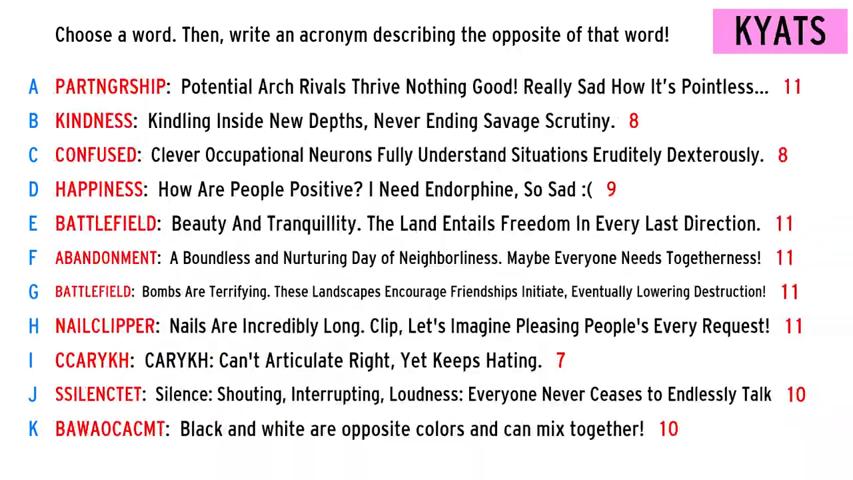 Choose a word. Then, write an acronym describing the opposite of that word!
KYATS
A PARTNGRSHIP: Potential Arch Rivals Thrive Nothing Good! Really Sad How It's Pointless... 11
B KINDNESS: Kindling Inside New Depths, Never Ending Savage Scrutiny. 8
C CONFUSED: Clever Occupational Neurons Fully Understand Situations Eruditely Dexterously. 8
D HAPPINESS: How Are People Positive? I Need Endorphine, So Sad :( 9
E BATTLEFIELD: Beauty And Tranquillity. The Land Entails Freedom In Every Last Direction. 11
F ABANDONMENT: A Boundless and Nurturing Day of Neighborliness. Maybe Everyone Needs Togetherness! 11
G BATTLEFIELD: Bombs Are Terrifying. These Landscapes Encourage Friendships Initiate, Eventually Lowering Destruction! 11
H NAILCLIPPER: Nails Are Incredibly Long. Clip, Let's Imagine Pleasing People's Every Request! 11
I CCARYKH: CARYKH: Can't Articulate Right, Yet Keeps Hating. 7
J SSILENCTET: Silence: Shouting, Interrupting, Loudness: Everyone Never Ceases to Endlessly Talk 10
K BAWAOCACMT: Black and white are opposite colors and can mix together! 10